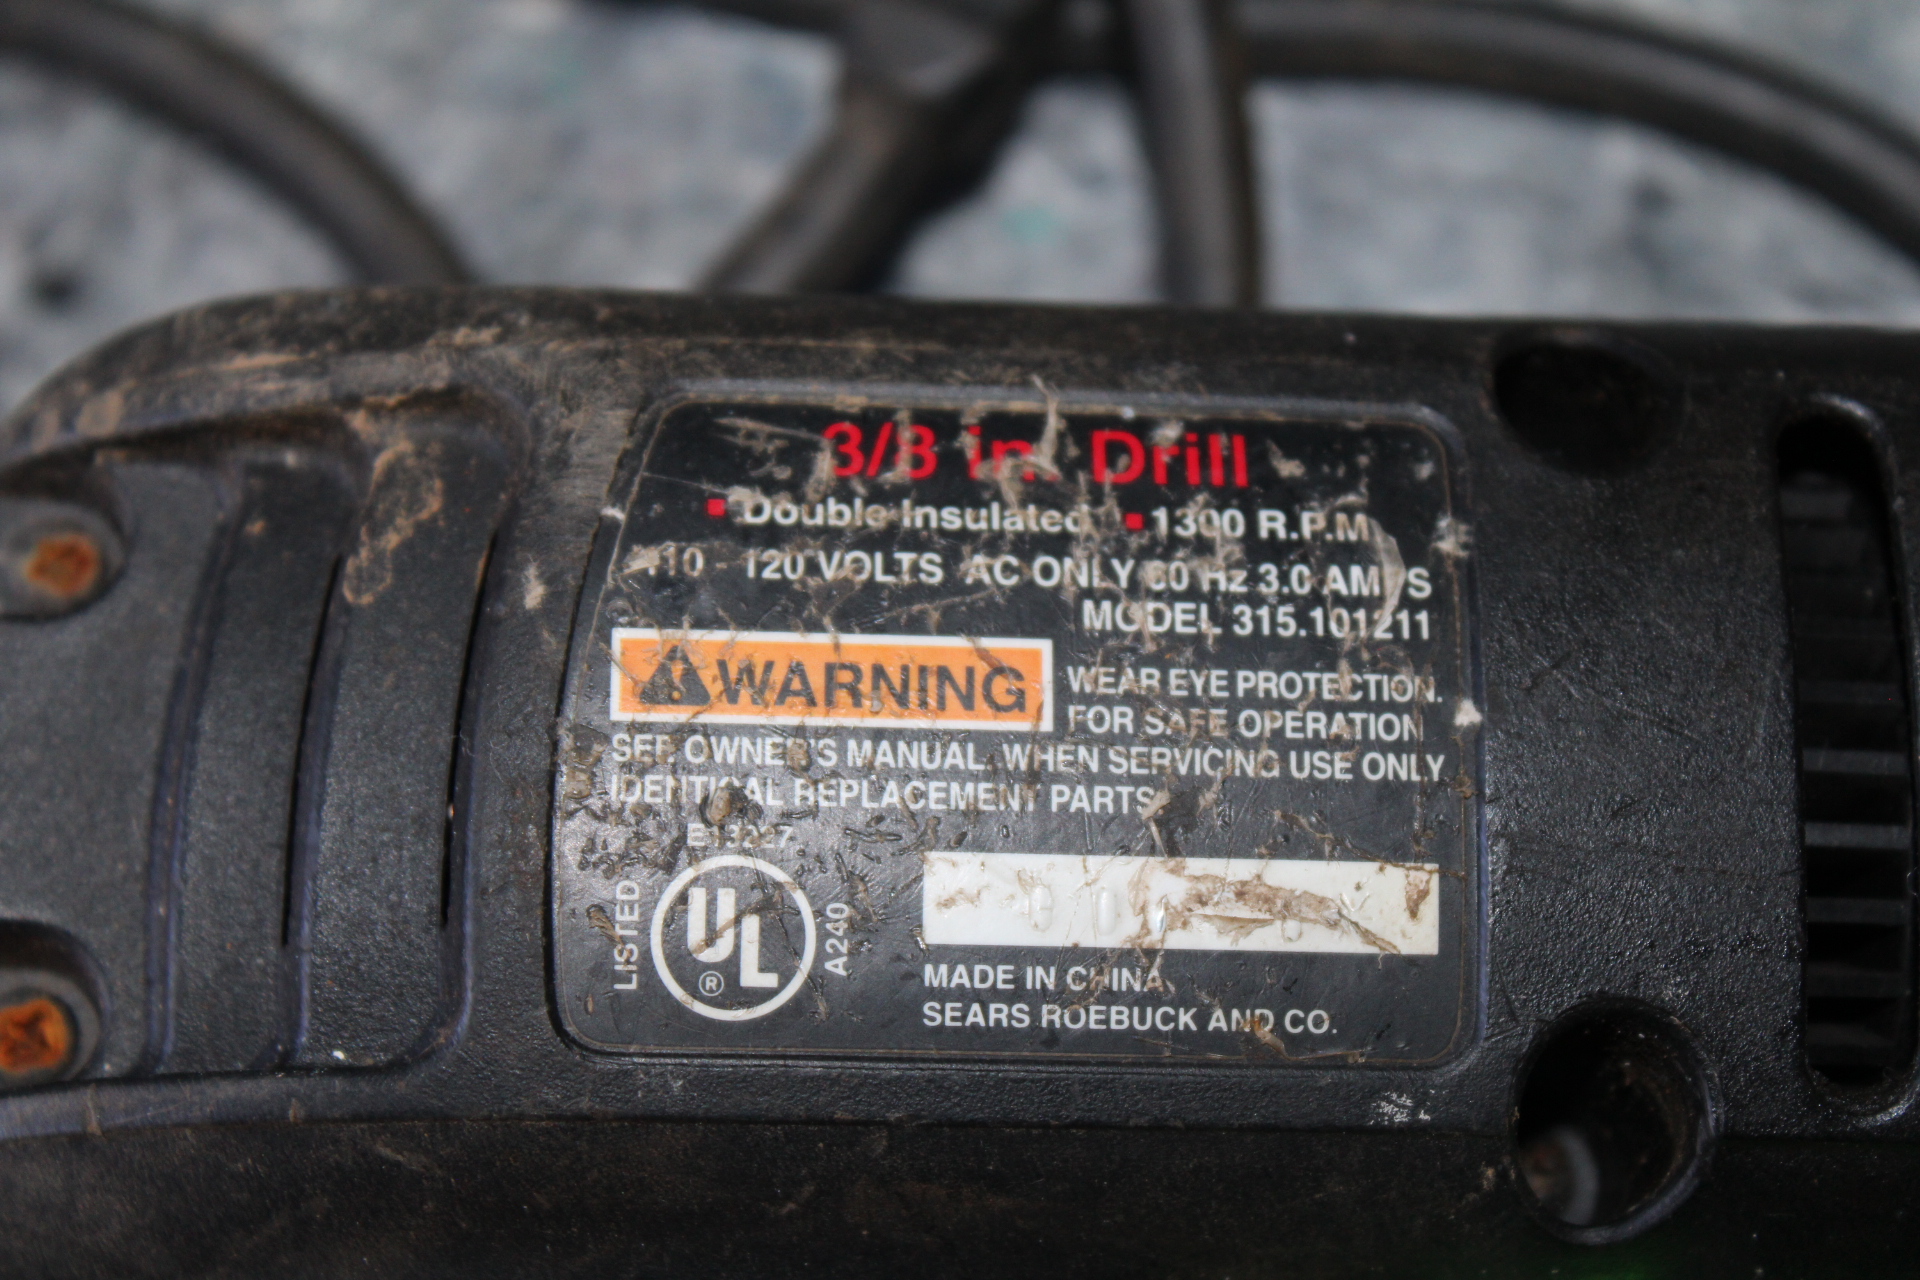 3/8 in. Drill
Double Insulated 1300 R.P.M
110 - 120 VOLTS AC ONLY 60 Hz 3.0 AMPS
MODEL 315.101211
WARNING WEAR EYE PROTECTION.
FOR SAFE OPERATION
SEE OWNER'S MANUAL. WHEN SERVICING USE ONLY
IDENTICAL REPLACEMENT PARTS.
E13227
LISTED
UL
®
A240
MADE IN CHINA
SEARS ROEBUCK AND CO.